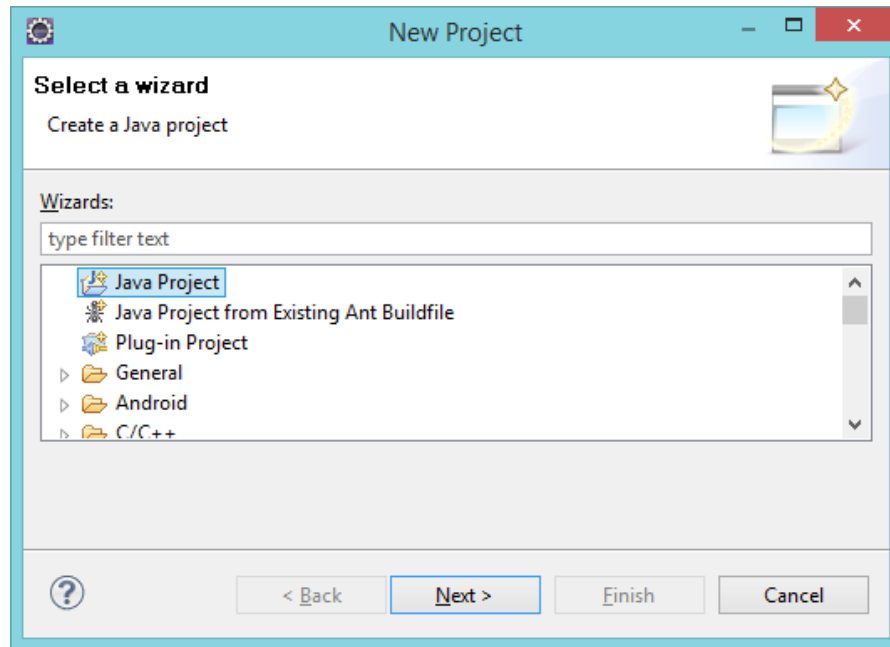 New Project
Select a wizard
Create a Java project
Wizards:
type filter text
Java Project
Java Project from Existing Ant Buildfile
Plug-in Project
General
Android
C/C++
< Back Next > Finish Cancel